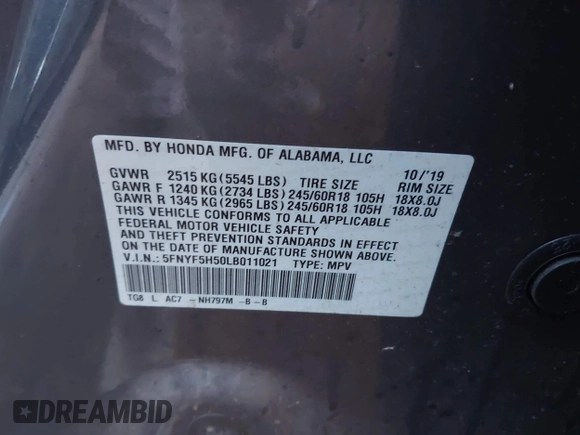 MFD. BY HONDA MFG. OF ALABAMA, LLC 10/'19
GVWR 2515 KG (5545 LBS) TIRE SIZE RIM SIZE
GAWR F 1240 KG (2734 LBS) 245/60R18 105H 18X8.0J
GAWR R 1345 KG (2965 LBS) 245/60R18 105H 18X8.0J
THIS VEHICLE CONFORMS TO ALL APPLICABLE
FEDERAL MOTOR VEHICLE SAFETY
STANDARDS IN EFFECT ON THE
DATE OF MANUFACTURE SHOWN ABOVE.
V.I.N.: 5FNYF5H50LB011021 TYPE: MPV
TG8 L AC7 - NH797M - B - B
DREAMBID